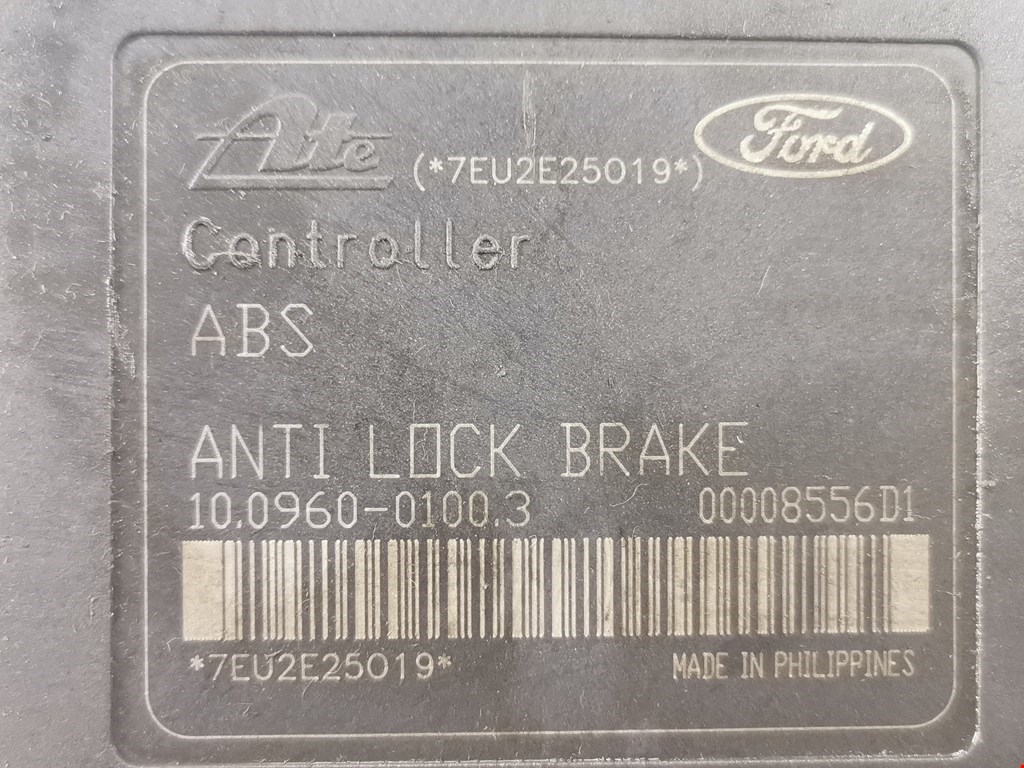 Ate (*7EU2E25019*) Ford
Controller
ABS
ANTI LOCK BRAKE
10.0960-0100.3 00008556D1
*7EU2E25019* MADE IN PHILIPPINES